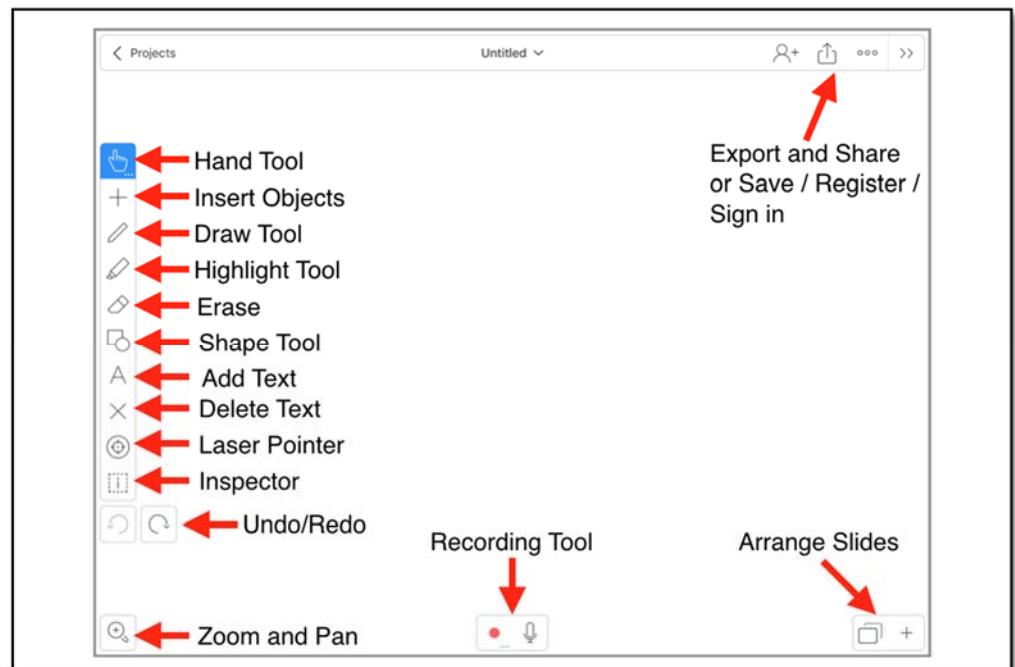 Projects
Untitled
Export and Share
or Save / Register /
Sign in
Hand Tool
Insert Objects
Draw Tool
Highlight Tool
Erase
Shape Tool
Add Text
Delete Text
Laser Pointer
Inspector
Undo/Redo
Recording Tool
Arrange Slides
Zoom and Pan